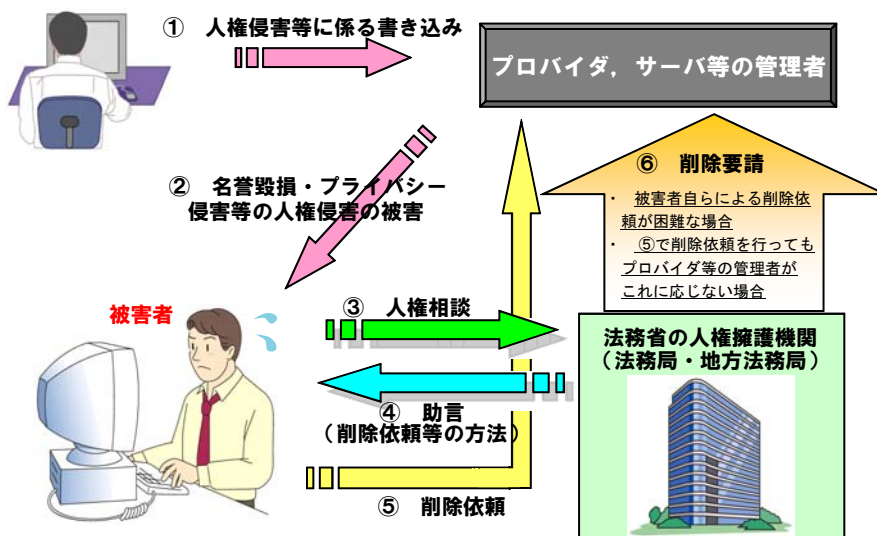 ① 人権侵害等に係る書き込み
プロバイダ，サーバ等の管理者
② 名誉毀損・プライバシー
侵害等の人権侵害の被害
⑥ 削除要請
・ 被害者自らによる削除依
頼が困難な場合
・ ⑤で削除依頼を行っても
プロバイダ等の管理者が
これに応じない場合
被害者
③ 人権相談
法務省の人権擁護機関
（法務局・地方法務局）
④ 助言
（削除依頼等の方法）
⑤ 削除依頼